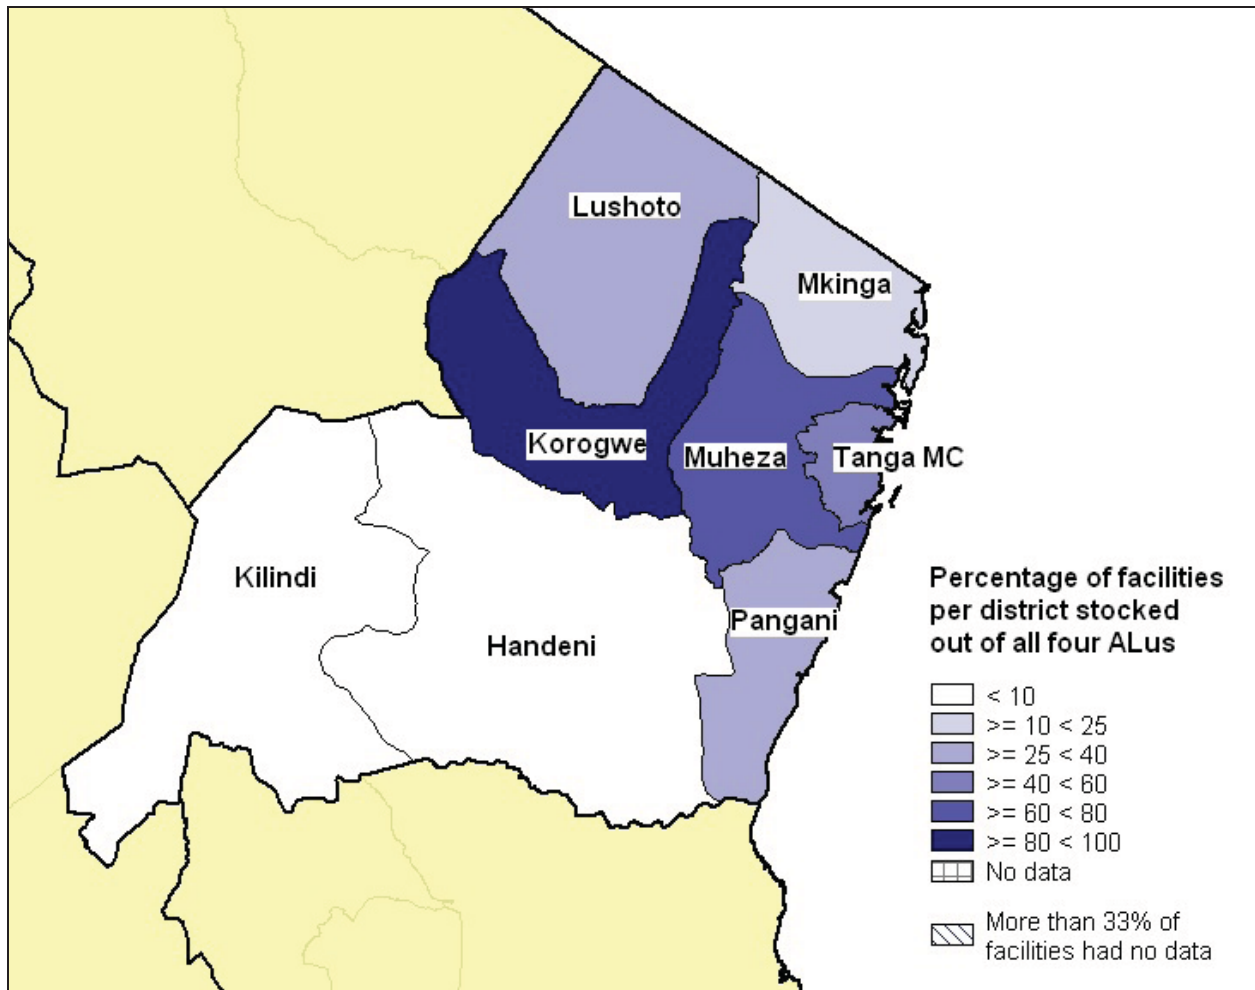 Lushoto
Mkinga
Korogwe
Muheza
Tanga MC
Kilindi
Handeni
Pangani
Percentage of facilities
per district stocked
out of all four ALus
< 10
>= 10 < 25
>= 25 < 40
>= 40 < 60
>= 60 < 80
>= 80 < 100
No data
More than 33% of
facilities had no data